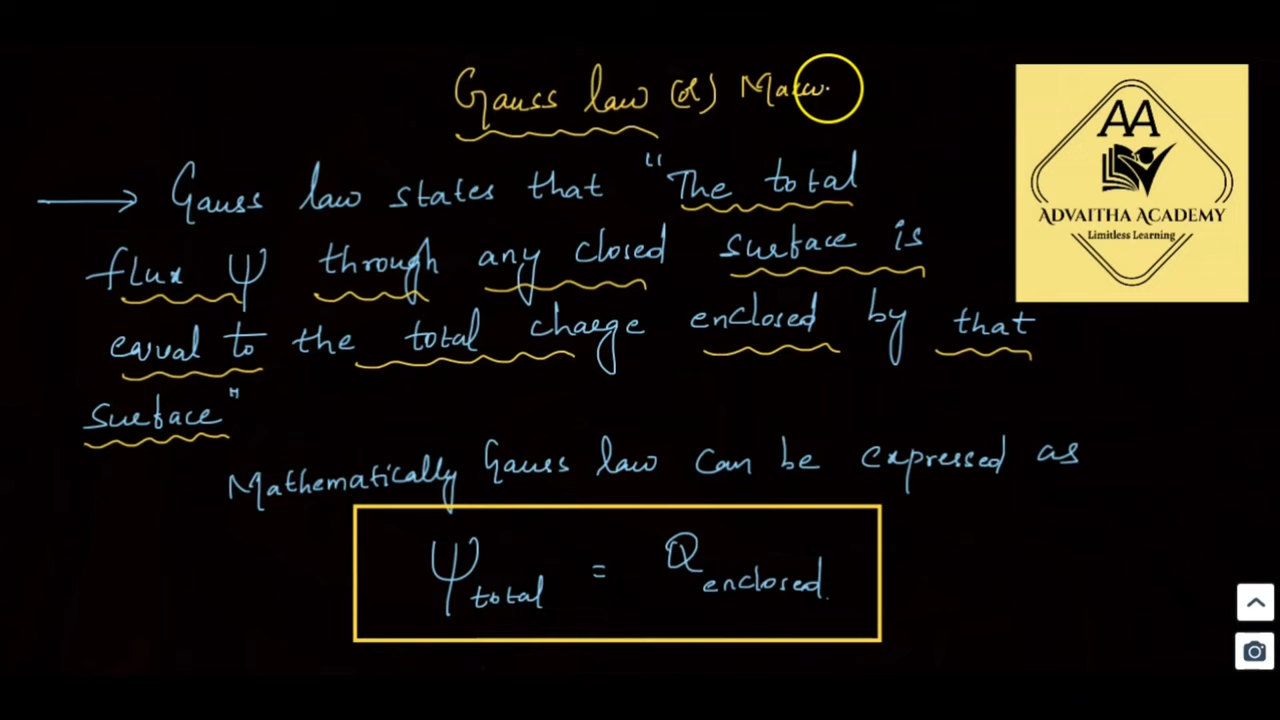 Gauss law (or) Maxw
AA
ADVAITHA ACADEMY
Limitless Learning
→ Gauss law states that "The total
flux ψ through any closed surface is
equal to the total charge enclosed by that
surface"
Mathematically Gauss law can be expressed as
ψtotal = Qenclosed.